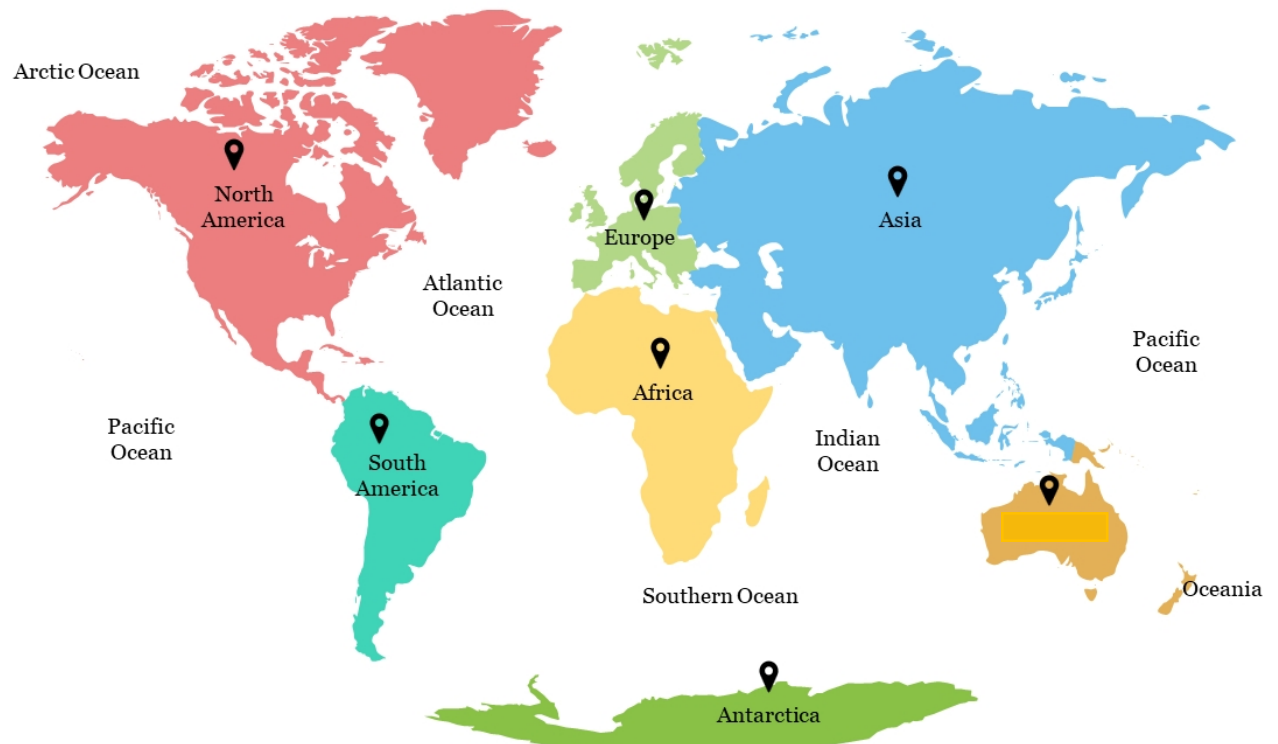 Arctic Ocean
North
America
Europe
Asia
Atlantic
Ocean
Pacific
Ocean
Africa
Pacific
Ocean
Indian
Ocean
South
America
Southern Ocean
Oceania
Antarctica